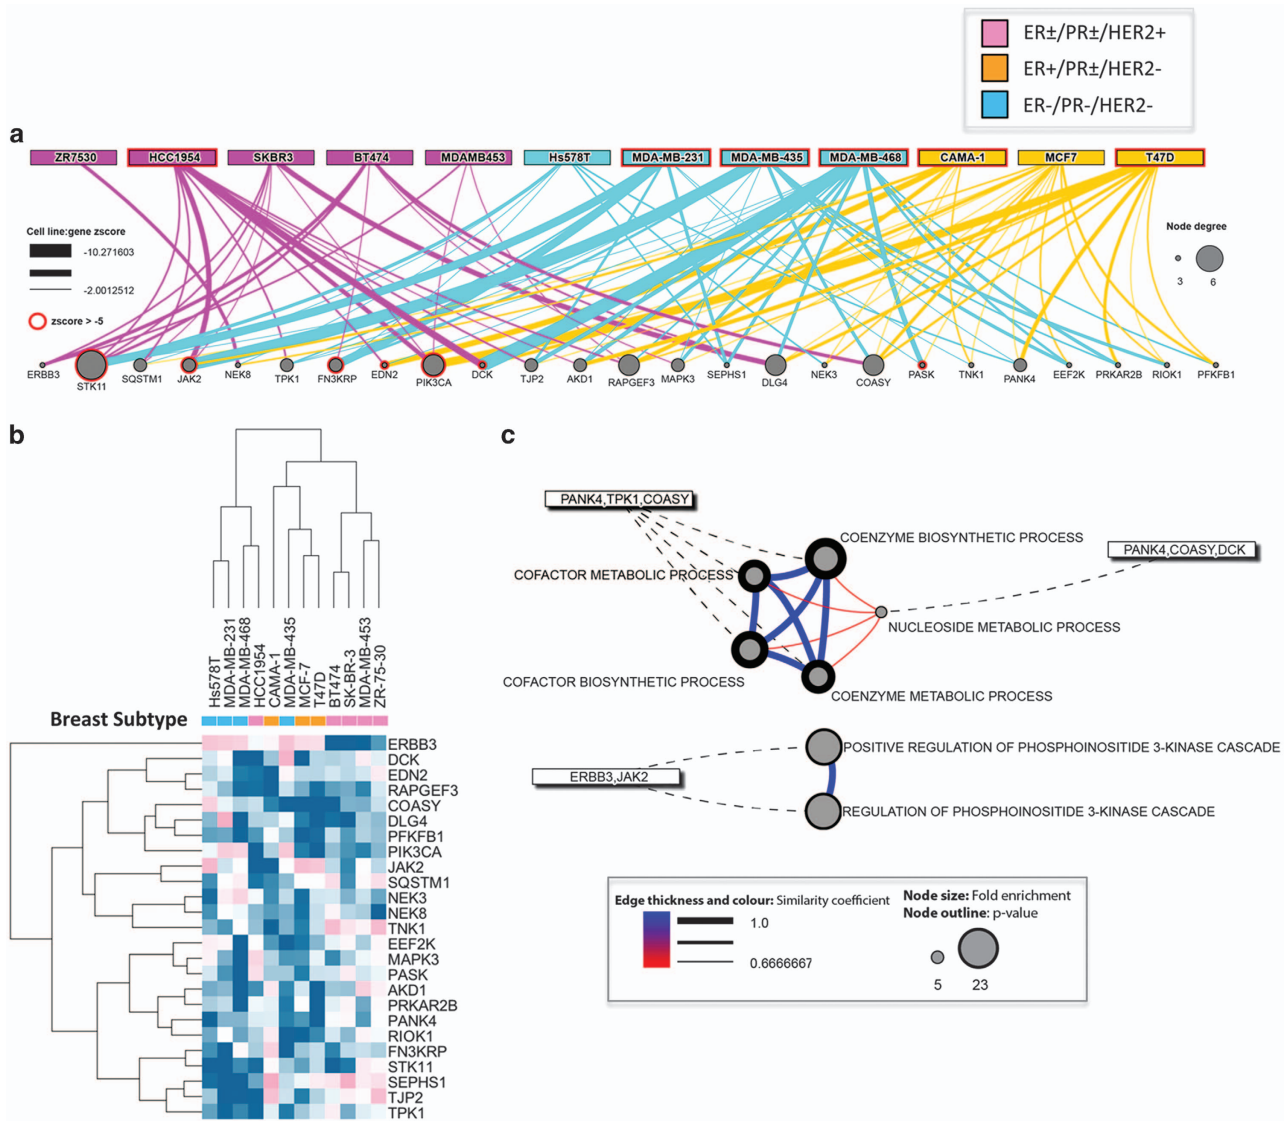 ER±/PR±/HER2+
ER+/PR±/HER2-
ER-/PR-/HER2-
a
ZR7530 HCC1954 SKBR3 BT474 MDAMB453 Hs578T MDA-MB-231 MDA-MB-435 MDA-MB-468 CAMA-1 MCF7 T47D
Cell line:gene zscore
-10.271603
-2.0012512
zscore > -5
Node degree
3 6
ERBB3 STK11 SQSTM1 JAK2 NEK8 TPK1 FN3KRP EDN2 PIK3CA DCK TJP2 AKD1 RAPGEF3 MAPK3 SEPHS1 DLG4 NEK3 COASY PASK TNK1 PANK4 EEF2K PRKAR2B RIOK1 PFKFB1
b
Hs578T
MDA-MB-231
MDA-MB-468
HCC1954
CAMA-1
MDA-MB-435
MCF-7
T47D
BT474
SK-BR-3
MDA-MB-453
ZR-75-30
Breast Subtype
ERBB3
DCK
EDN2
RAPGEF3
COASY
DLG4
PFKFB1
PIK3CA
JAK2
SQSTM1
NEK3
NEK8
TNK1
EEF2K
MAPK3
PASK
AKD1
PRKAR2B
PANK4
RIOK1
FN3KRP
STK11
SEPHS1
TJP2
TPK1
c
PANK4,TPK1,COASY
COENZYME BIOSYNTHETIC PROCESS
PANK4,COASY,DCK
COFACTOR METABOLIC PROCESS
NUCLEOSIDE METABOLIC PROCESS
COFACTOR BIOSYNTHETIC PROCESS
COENZYME METABOLIC PROCESS
POSITIVE REGULATION OF PHOSPHOINOSITIDE 3-KINASE CASCADE
ERBB3,JAK2
REGULATION OF PHOSPHOINOSITIDE 3-KINASE CASCADE
Edge thickness and colour: Similarity coefficient
1.0
0.6666667
Node size: Fold enrichment
Node outline: p-value
5 23